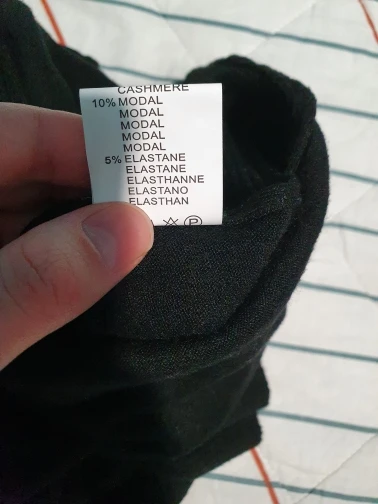 CASHMERE
10% MODAL
MODAL
MODAL
MODAL
MODAL
5% ELASTANE
ELASTANE
ELASTHANNE
ELASTANO
ELASTHAN
P